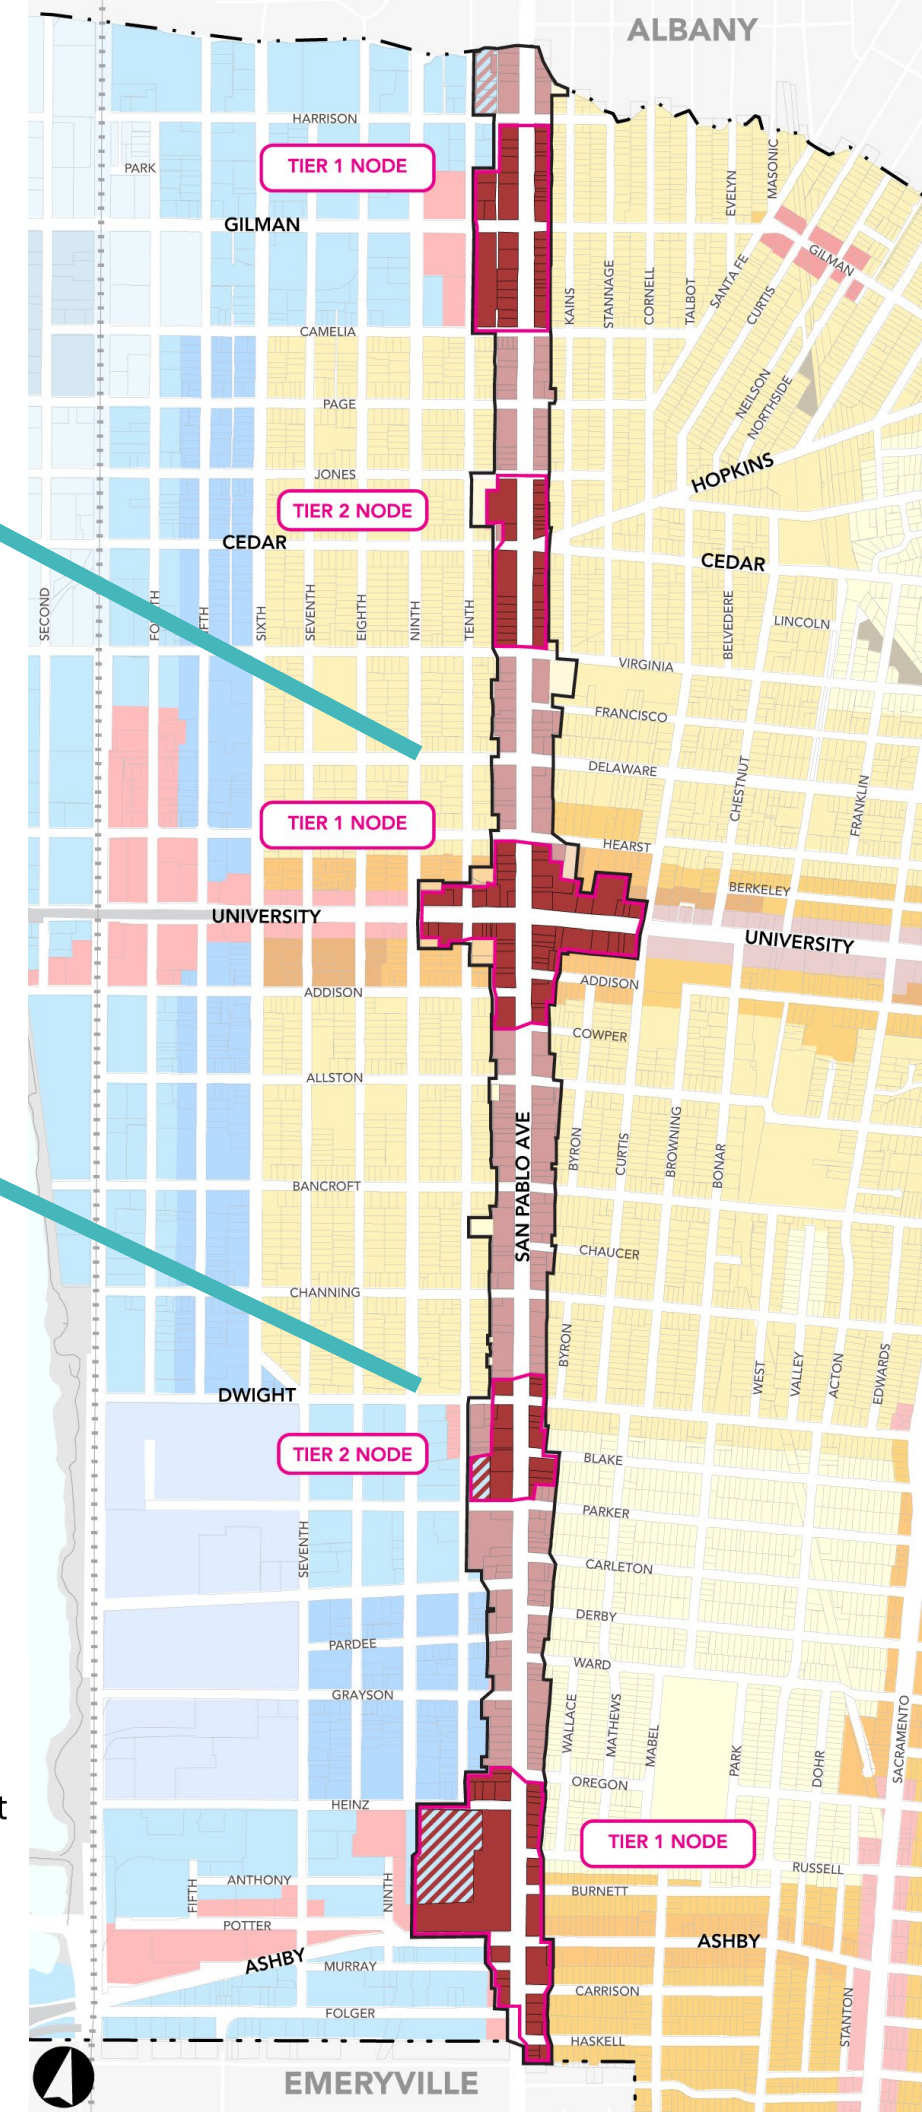 ALBANY
HARRISON
TIER 1 NODE
PARK
EVELYN
MASONIC
GILMAN
GILMAN
KAINS
STANNAGE
CORNELL
TALBOT
SANTA FE
CURTIS
CAMELIA
PAGE
NEILSON
NORTHSIDE
JONES
HOPKINS
TIER 2 NODE
CEDAR
CEDAR
SECOND
SIXTH
SEVENTH
EIGHTH
NINTH
TENTH
BELVEDERE
LINCOLN
VIRGINIA
FRANCISCO
DELAWARE
CHESTNUT
FRANKLIN
TIER 1 NODE
HEARST
BERKELEY
UNIVERSITY
UNIVERSITY
ADDISON
ADDISON
COWPER
ALLSTON
SAN PABLO AVE
BYRON
CURTIS
BROWNING
BONAR
BANCROFT
CHAUCER
CHANNING
BYRON
WEST
VALLEY
ACTON
EDWARDS
DWIGHT
TIER 2 NODE
BLAKE
PARKER
SEVENTH
CARLETON
DERBY
PARDEE
WARD
GRAYSON
WALLACE
MATHEWS
MABEL
PARK
DOHR
SACRAMENTO
OREGON
HEINZ
t
TIER 1 NODE
RUSSELL
FIFTH
ANTHONY
NINTH
BURNETT
POTTER
ASHBY
ASHBY
MURRAY
CARRISON
FOLGER
STANTON
HASKELL
EMERYVILLE